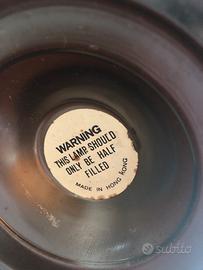 WARNING
THIS LAMP SHOULD
ONLY BE HALF
FILLED
MADE IN HONG KONG
subito